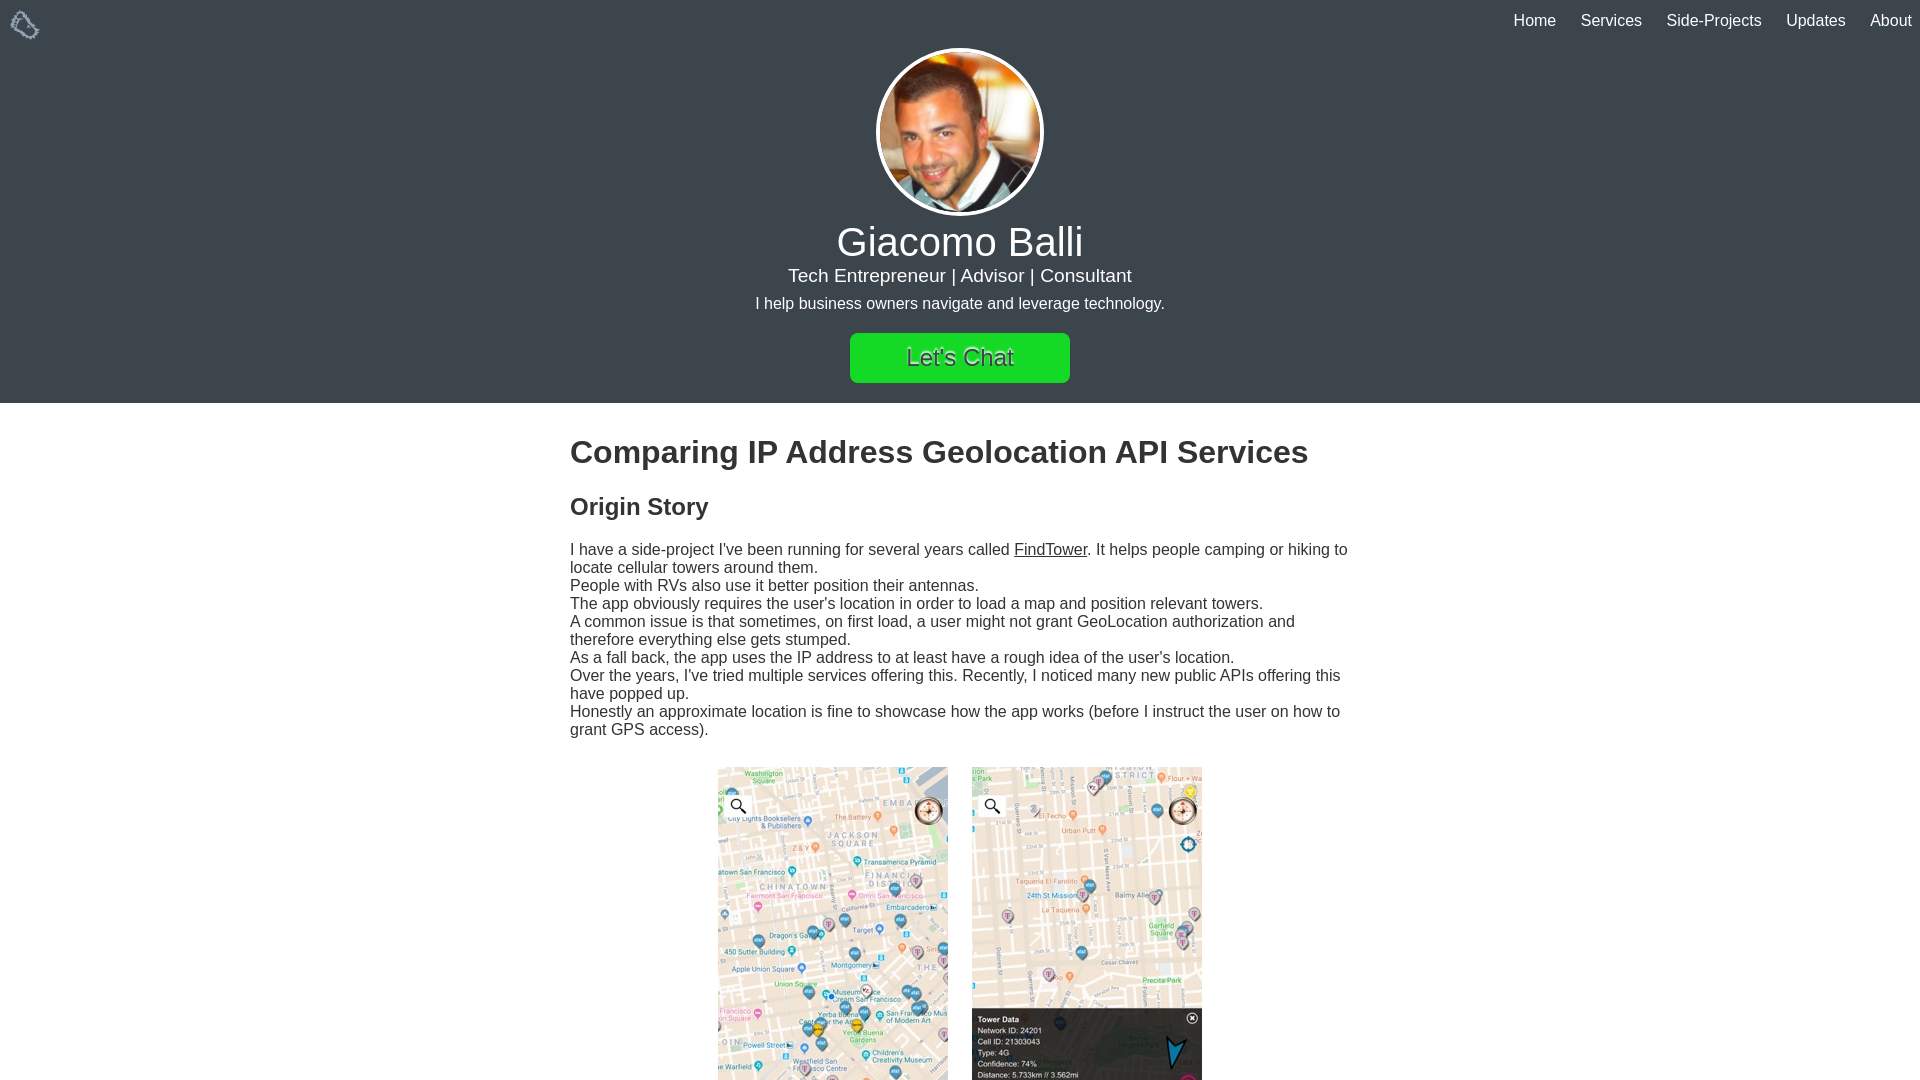 Home Services Side-Projects Updates About
Giacomo Balli
Tech Entrepreneur | Advisor | Consultant
I help business owners navigate and leverage technology.
Let's Chat
Comparing IP Address Geolocation API Services
Origin Story
I have a side-project I've been running for several years called FindTower. It helps people camping or hiking to
locate cellular towers around them.
People with RVs also use it better position their antennas.
The app obviously requires the user's location in order to load a map and position relevant towers.
A common issue is that sometimes, on first load, a user might not grant GeoLocation authorization and
therefore everything else gets stumped.
As a fall back, the app uses the IP address to at least have a rough idea of the user's location.
Over the years, I've tried multiple services offering this. Recently, I noticed many new public APIs offering this
have popped up.
Honestly an approximate location is fine to showcase how the app works (before I instruct the user on how to
grant GPS access).
Washington
Square
City Lights Booksellers
& Publishers
The Battery
JACKSON
SQUARE
Z & Y
Transamerica Pyramid
CHINATOWN
Fairmont San Francisco
Omni San Francisco
California St
Embarcadero
Dragon's
Target
450 Sutter Building
Montgomery
Apple Union Square
Union Square
Yerba Buena
San Francisco Mus
of Modern Art
Yerba Buena
Gardens
Powell Street
Children's
Creativity Museum
Westfield San
Francisco Centre
DISTRICT
Flour + Wa
El Techo
Urban Putt
Taqueria El Farolito
24th St Mission
Balmy Alle
La Taqueria
Garfield
Square
Cesar Chavez
Precita Park
Tower Data
Network ID: 24201
Cell ID: 21303043
Type: 4G
Confidence: 74%
Distance: 5.733km // 3.562mi